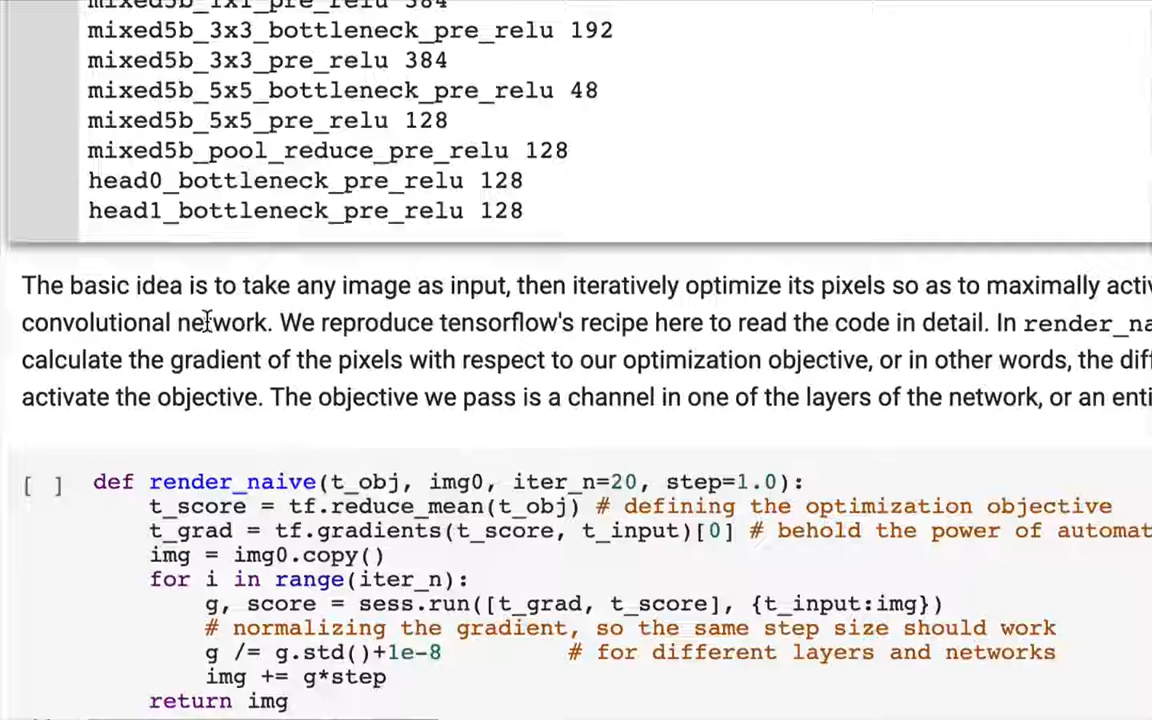 mixed5b_1x1_pre_relu 384
mixed5b_3x3_bottleneck_pre_relu 192
mixed5b_3x3_pre_relu 384
mixed5b_5x5_bottleneck_pre_relu 48
mixed5b_5x5_pre_relu 128
mixed5b_pool_reduce_pre_relu 128
head0_bottleneck_pre_relu 128
head1_bottleneck_pre_relu 128
The basic idea is to take any image as input, then iteratively optimize its pixels so as to maximally activ
convolutional network. We reproduce tensorflow's recipe here to read the code in detail. In render_na
calculate the gradient of the pixels with respect to our optimization objective, or in other words, the diff
activate the objective. The objective we pass is a channel in one of the layers of the network, or an enti
[ ] def render_naive(t_obj, img0, iter_n=20, step=1.0):
t_score = tf.reduce_mean(t_obj) # defining the optimization objective
t_grad = tf.gradients(t_score, t_input)[0] # behold the power of automat
img = img0.copy()
for i in range(iter_n):
g, score = sess.run([t_grad, t_score], {t_input:img})
# normalizing the gradient, so the same step size should work
g /= g.std()+1e-8 # for different layers and networks
img += g*step
return img